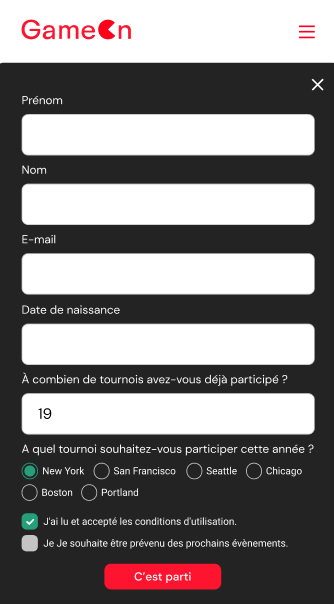 GameOn
Prénom
Nom
E-mail
Date de naissance
À combien de tournois avez-vous déjà participé ?
19
A quel tournoi souhaitez-vous participer cette année ?
New York San Francisco Seattle Chicago
Boston Portland
J'ai lu et accepté les conditions d'utilisation.
Je Je souhaite être prévenu des prochains évènements.
C'est parti